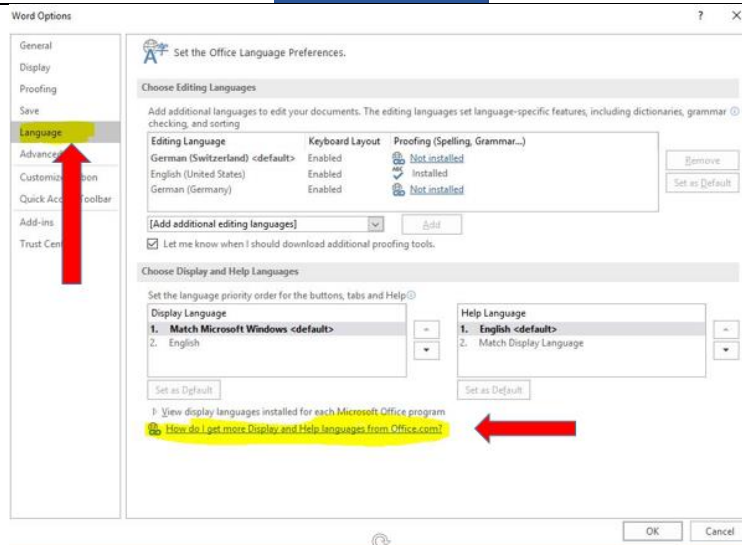 Word Options
?
General
Display
Proofing
Save
Language
Advanced
Customize bon
Quick Acc Toolbar
Add-ins
Trust Cen
Set the Office Language Preferences.
Choose Editing Languages
Add additional languages to edit your documents. The editing languages set language-specific features, including dictionaries, grammar
checking, and sorting
Editing Language Keyboard Layout Proofing (Spelling, Grammar...)
German (Switzerland) <default> Enabled Not installed
English (United States) Enabled Installed
German (Germany) Enabled Not installed
Remove
Set as Default
[Add additional editing languages] Add
Let me know when I should download additional proofing tools.
Choose Display and Help Languages
Set the language priority order for the buttons, tabs and Help
Display Language
1. Match Microsoft Windows <default>
2. English
Set as Default
Help Language
1. English <default>
2. Match Display Language
Set as Default
View display languages installed for each Microsoft Office program
How do I get more Display and Help languages from Office.com?
OK Cancel